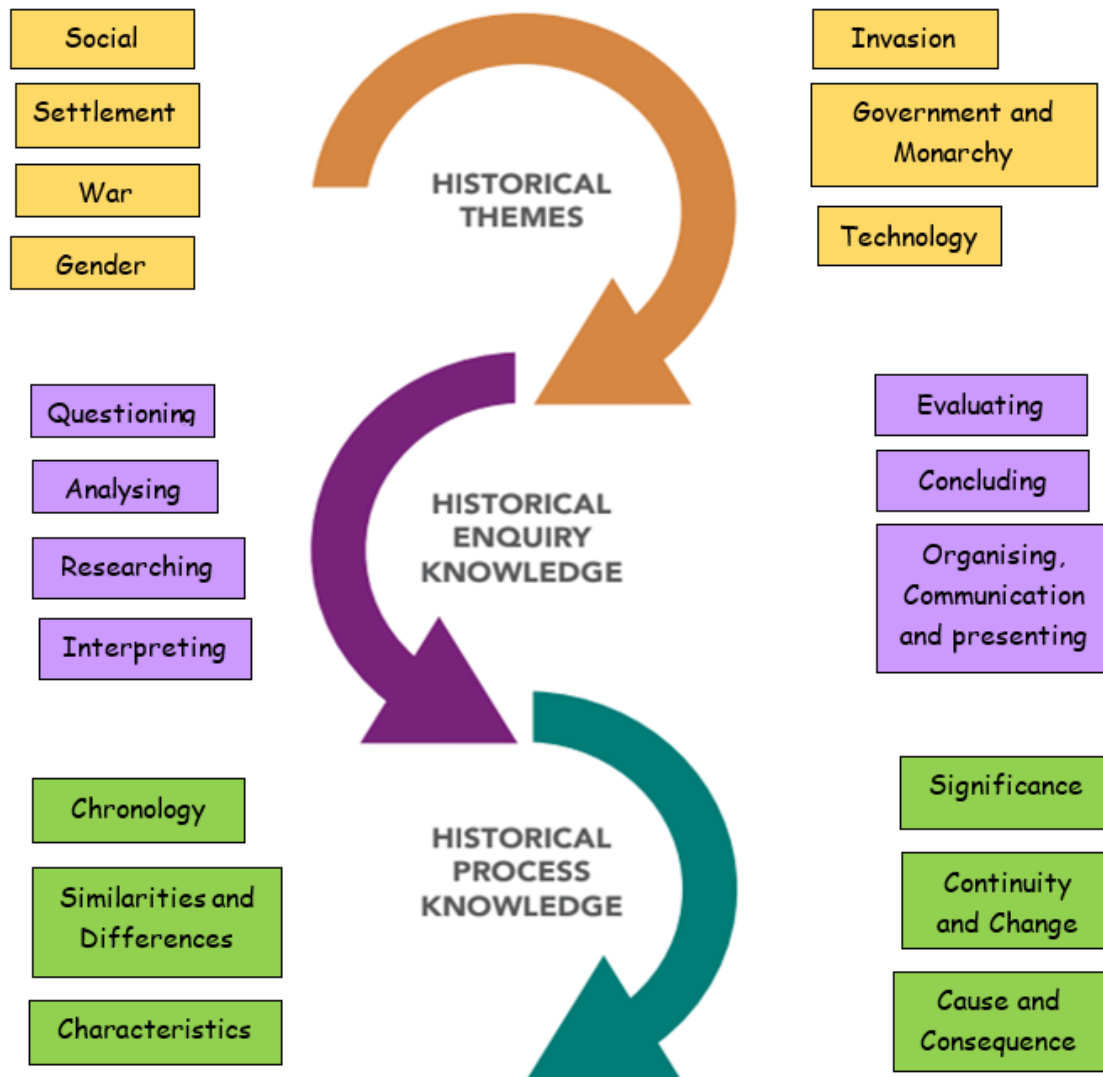 Social
Settlement
War
Gender
HISTORICAL
THEMES
Invasion
Government and
Monarchy
Technology
Questioning
Analysing
Researching
Interpreting
HISTORICAL
ENQUIRY
KNOWLEDGE
Evaluating
Concluding
Organising,
Communication
and presenting
Chronology
Similarities and
Differences
Characteristics
HISTORICAL
PROCESS
KNOWLEDGE
Significance
Continuity
and Change
Cause and
Consequence